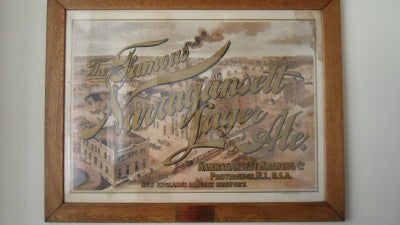 The Famous
Narragansett
Lager
& Ale.
NARRAGANSETT BREWING Co
PROVIDENCE, R.I., U.S.A.
NEW ENGLAND'S LARGEST BREWERY.